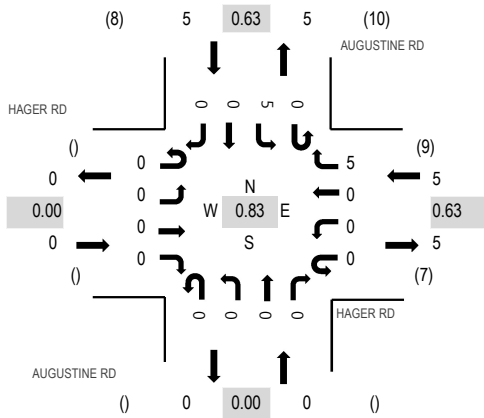 (8) 5 0.63 5 (10)
AUGUSTINE RD
HAGER RD
0 0 5 0
() 0 5 (9)
0 0 N 0 5
0.00 W 0.83 E 0.63
0 0 S 0 5
() 0 0 (7)
0 0 0 0
HAGER RD
AUGUSTINE RD
() 0 0.00 0 ()